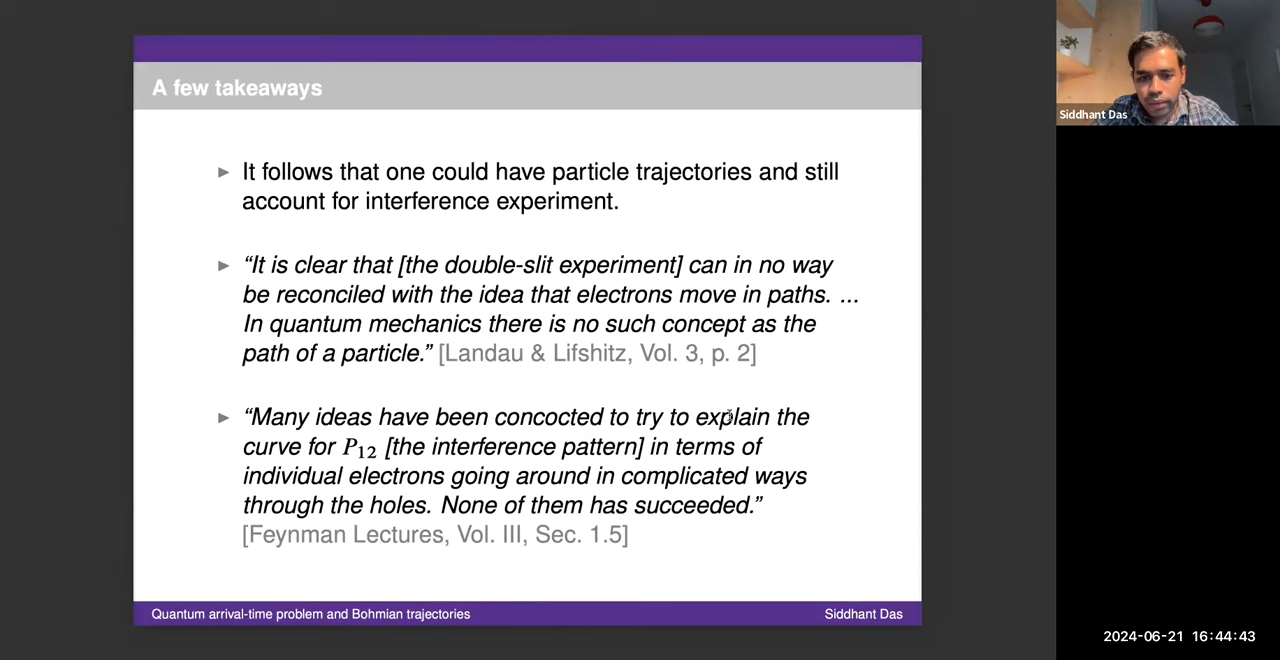 A few takeaways
► It follows that one could have particle trajectories and still
account for interference experiment.
► “It is clear that [the double-slit experiment] can in no way
be reconciled with the idea that electrons move in paths. ...
In quantum mechanics there is no such concept as the
path of a particle.” [Landau & Lifshitz, Vol. 3, p. 2]
► “Many ideas have been concocted to try to explain the
curve for P₁₂ [the interference pattern] in terms of
individual electrons going around in complicated ways
through the holes. None of them has succeeded.”
[Feynman Lectures, Vol. III, Sec. 1.5]
Quantum arrival-time problem and Bohmian trajectories
Siddhant Das
Siddhant Das
2024-06-21 16:44:43